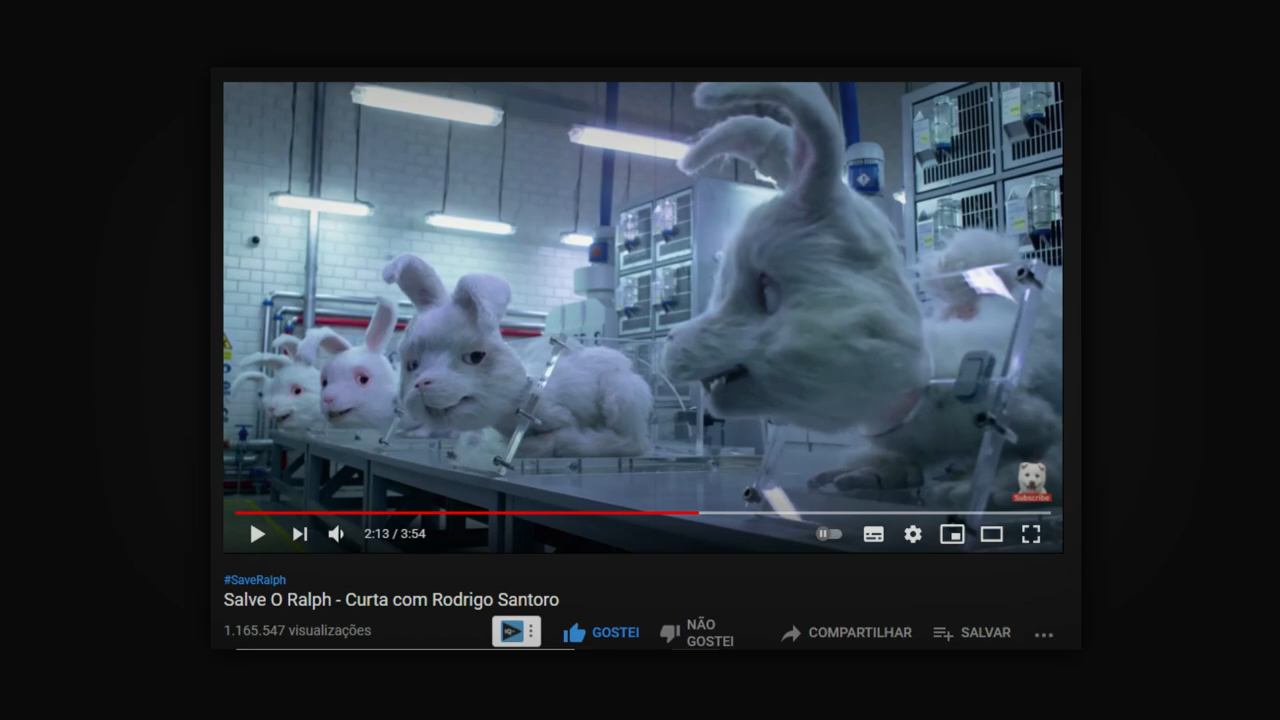 Subscribe
2:13 / 3:54
#SaveRalph
Salve O Ralph - Curta com Rodrigo Santoro
1.165.547 visualizações
GOSTEI
NÃO
GOSTEI
COMPARTILHAR
SALVAR